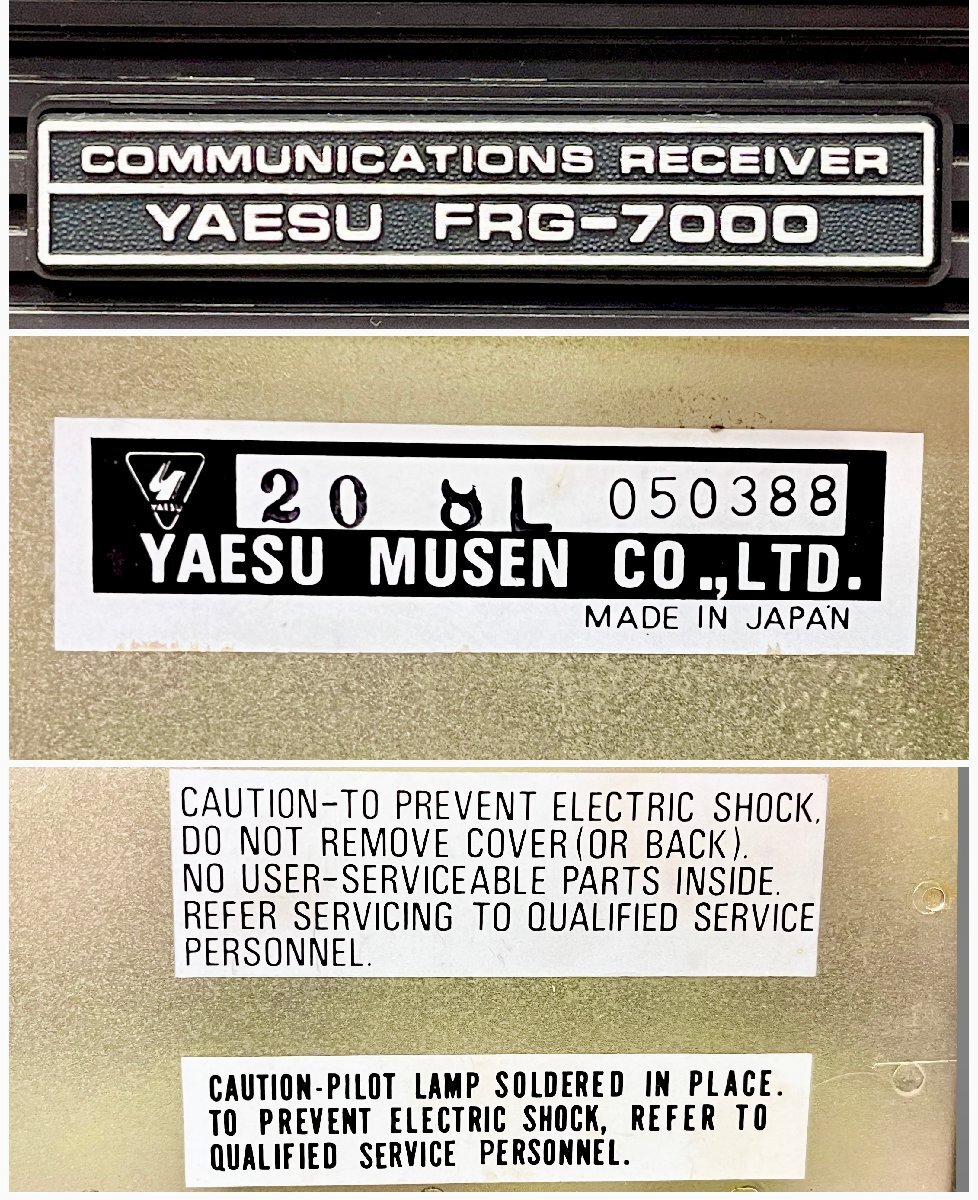 COMMUNICATIONS RECEIVER
YAESU FRG-7000
YAESU
20 8L 050388
YAESU MUSEN CO.,LTD.
MADE IN JAPAN
CAUTION-TO PREVENT ELECTRIC SHOCK,
DO NOT REMOVE COVER(OR BACK).
NO USER-SERVICEABLE PARTS INSIDE.
REFER SERVICING TO QUALIFIED SERVICE
PERSONNEL.
CAUTION-PILOT LAMP SOLDERED IN PLACE.
TO PREVENT ELECTRIC SHOCK, REFER TO
QUALIFIED SERVICE PERSONNEL.